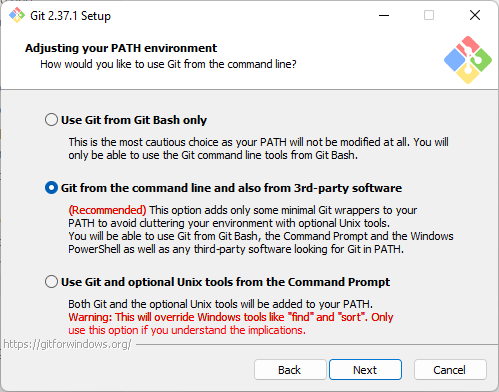 Git 2.37.1 Setup
Adjusting your PATH environment
How would you like to use Git from the command line?
Use Git from Git Bash only
This is the most cautious choice as your PATH will not be modified at all. You will
only be able to use the Git command line tools from Git Bash.
Git from the command line and also from 3rd-party software
(Recommended) This option adds only some minimal Git wrappers to your
PATH to avoid cluttering your environment with optional Unix tools.
You will be able to use Git from Git Bash, the Command Prompt and the Windows
PowerShell as well as any third-party software looking for Git in PATH.
Use Git and optional Unix tools from the Command Prompt
Both Git and the optional Unix tools will be added to your PATH.
Warning: This will override Windows tools like "find" and "sort". Only
use this option if you understand the implications.
https://gitforwindows.org/
Back
Next
Cancel